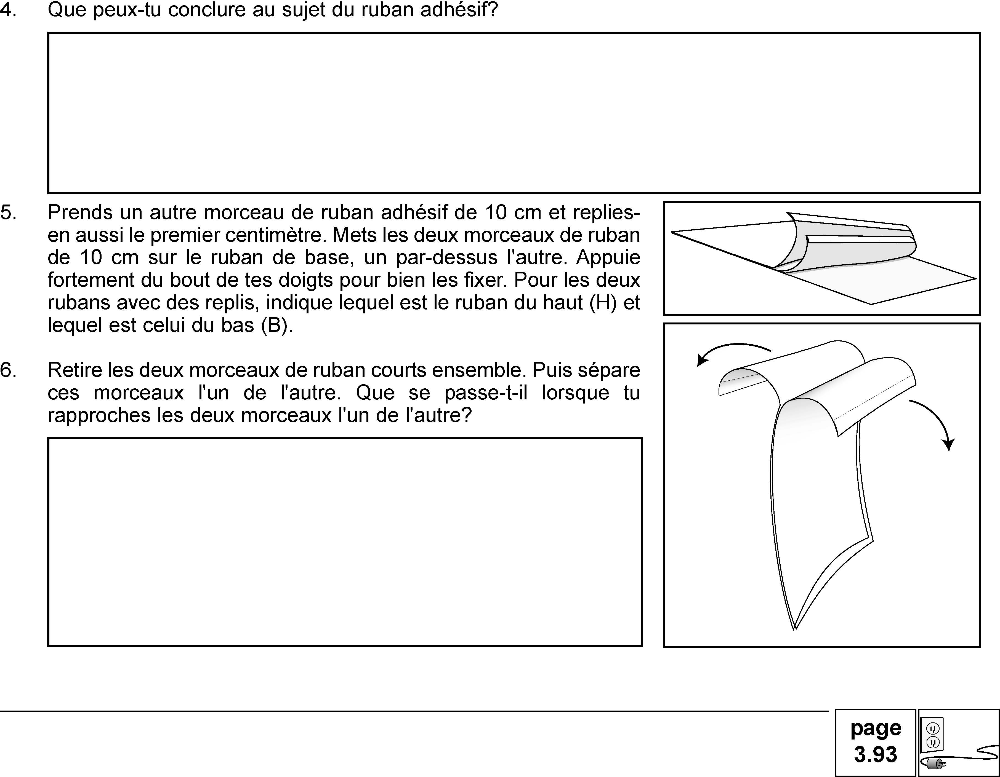 4. Que peux-tu conclure au sujet du ruban adhésif?
5. Prends un autre morceau de ruban adhésif de 10 cm et replies-
en aussi le premier centimètre. Mets les deux morceaux de ruban
de 10 cm sur le ruban de base, un par-dessus l'autre. Appuie
fortement du bout de tes doigts pour bien les fixer. Pour les deux
rubans avec des replis, indique lequel est le ruban du haut (H) et
lequel est celui du bas (B).
6. Retire les deux morceaux de ruban courts ensemble. Puis sépare
ces morceaux l'un de l'autre. Que se passe-t-il lorsque tu
rapproches les deux morceaux l'un de l'autre?
page
3.93